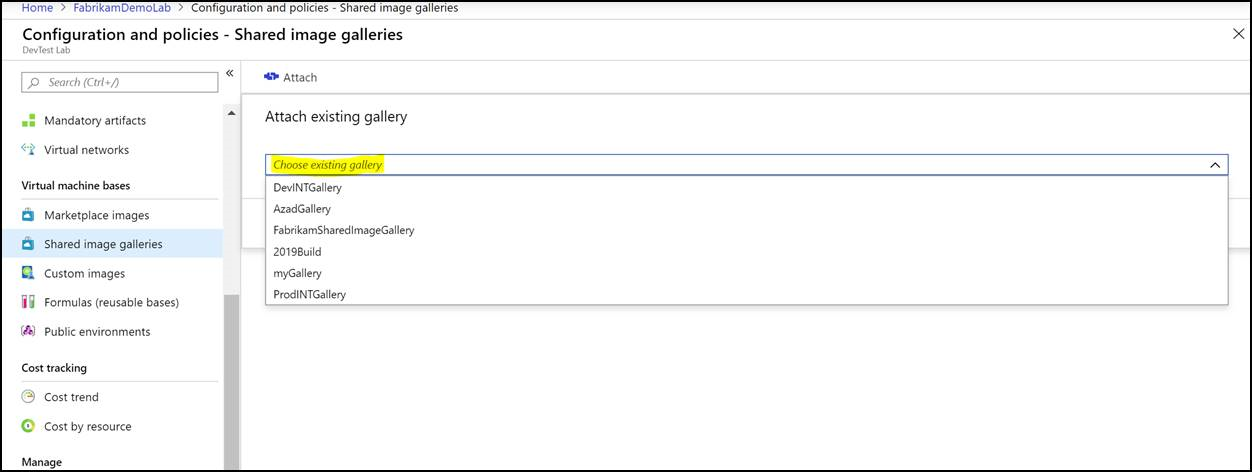 Home > FabrikamDemoLab > Configuration and policies - Shared image galleries
Configuration and policies - Shared image galleries
DevTest Lab
Search (Ctrl+/)
Mandatory artifacts
Virtual networks
Virtual machine bases
Marketplace images
Shared image galleries
Custom images
Formulas (reusable bases)
Public environments
Cost tracking
Cost trend
Cost by resource
Manage
Attach
Attach existing gallery
Choose existing gallery
DevINTGallery
AzadGallery
FabrikamSharedImageGallery
2019Build
myGallery
ProdINTGallery